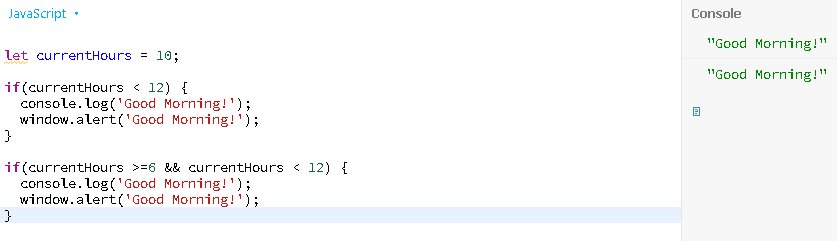 JavaScript
let currentHours = 10;
if(currentHours < 12) {
console.log('Good Morning!');
window.alert('Good Morning!');
}
if(currentHours >=6 && currentHours < 12) {
console.log('Good Morning!');
window.alert('Good Morning!');
}
Console
"Good Morning!"
"Good Morning!"